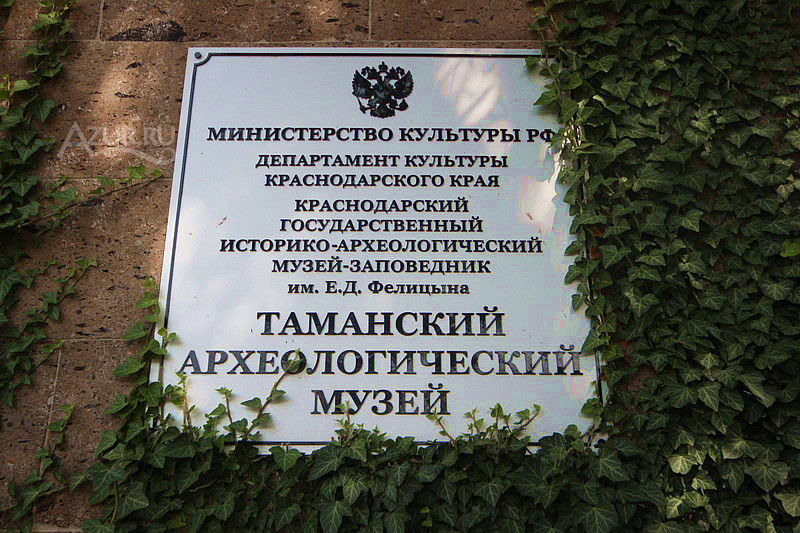 МИНИСТЕРСТВО КУЛЬТУРЫ РФ
ДЕПАРТАМЕНТ КУЛЬТУРЫ
КРАСНОДАРСКОГО КРАЯ
КРАСНОДАРСКИЙ
ГОСУДАРСТВЕННЫЙ
ИСТОРИКО-АРХЕОЛОГИЧЕСКИЙ
МУЗЕЙ-ЗАПОВЕДНИК
им. Е.Д. Фелицына
ТАМАНСКИЙ
АРХЕОЛОГИЧЕСКИЙ
МУЗЕЙ
AZUR.RU